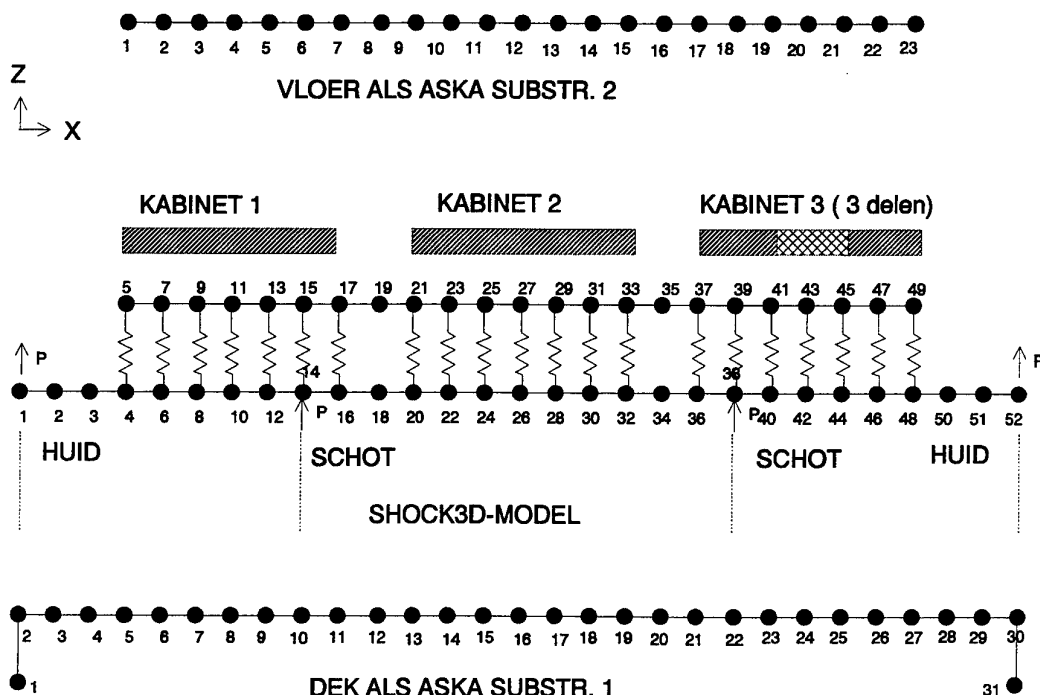 1 2 3 4 5 6 7 8 9 10 11 12 13 14 15 16 17 18 19 20 21 22 23
VLOER ALS ASKA SUBSTR. 2
Z
X
KABINET 1 KABINET 2 KABINET 3 ( 3 delen)
5 7 9 11 13 15 17 19 21 23 25 27 29 31 33 35 37 39 41 43 45 47 49
P P
14 38
P P
1 2 3 4 6 8 10 12 16 18 20 22 24 26 28 30 32 34 36 40 42 44 46 48 50 51 52
HUID SCHOT SCHOT HUID
SHOCK3D-MODEL
2 3 4 5 6 7 8 9 10 11 12 13 14 15 16 17 18 19 20 21 22 23 24 25 26 27 28 29 30
1 31
DEK ALS ASKA SUBSTR. 1